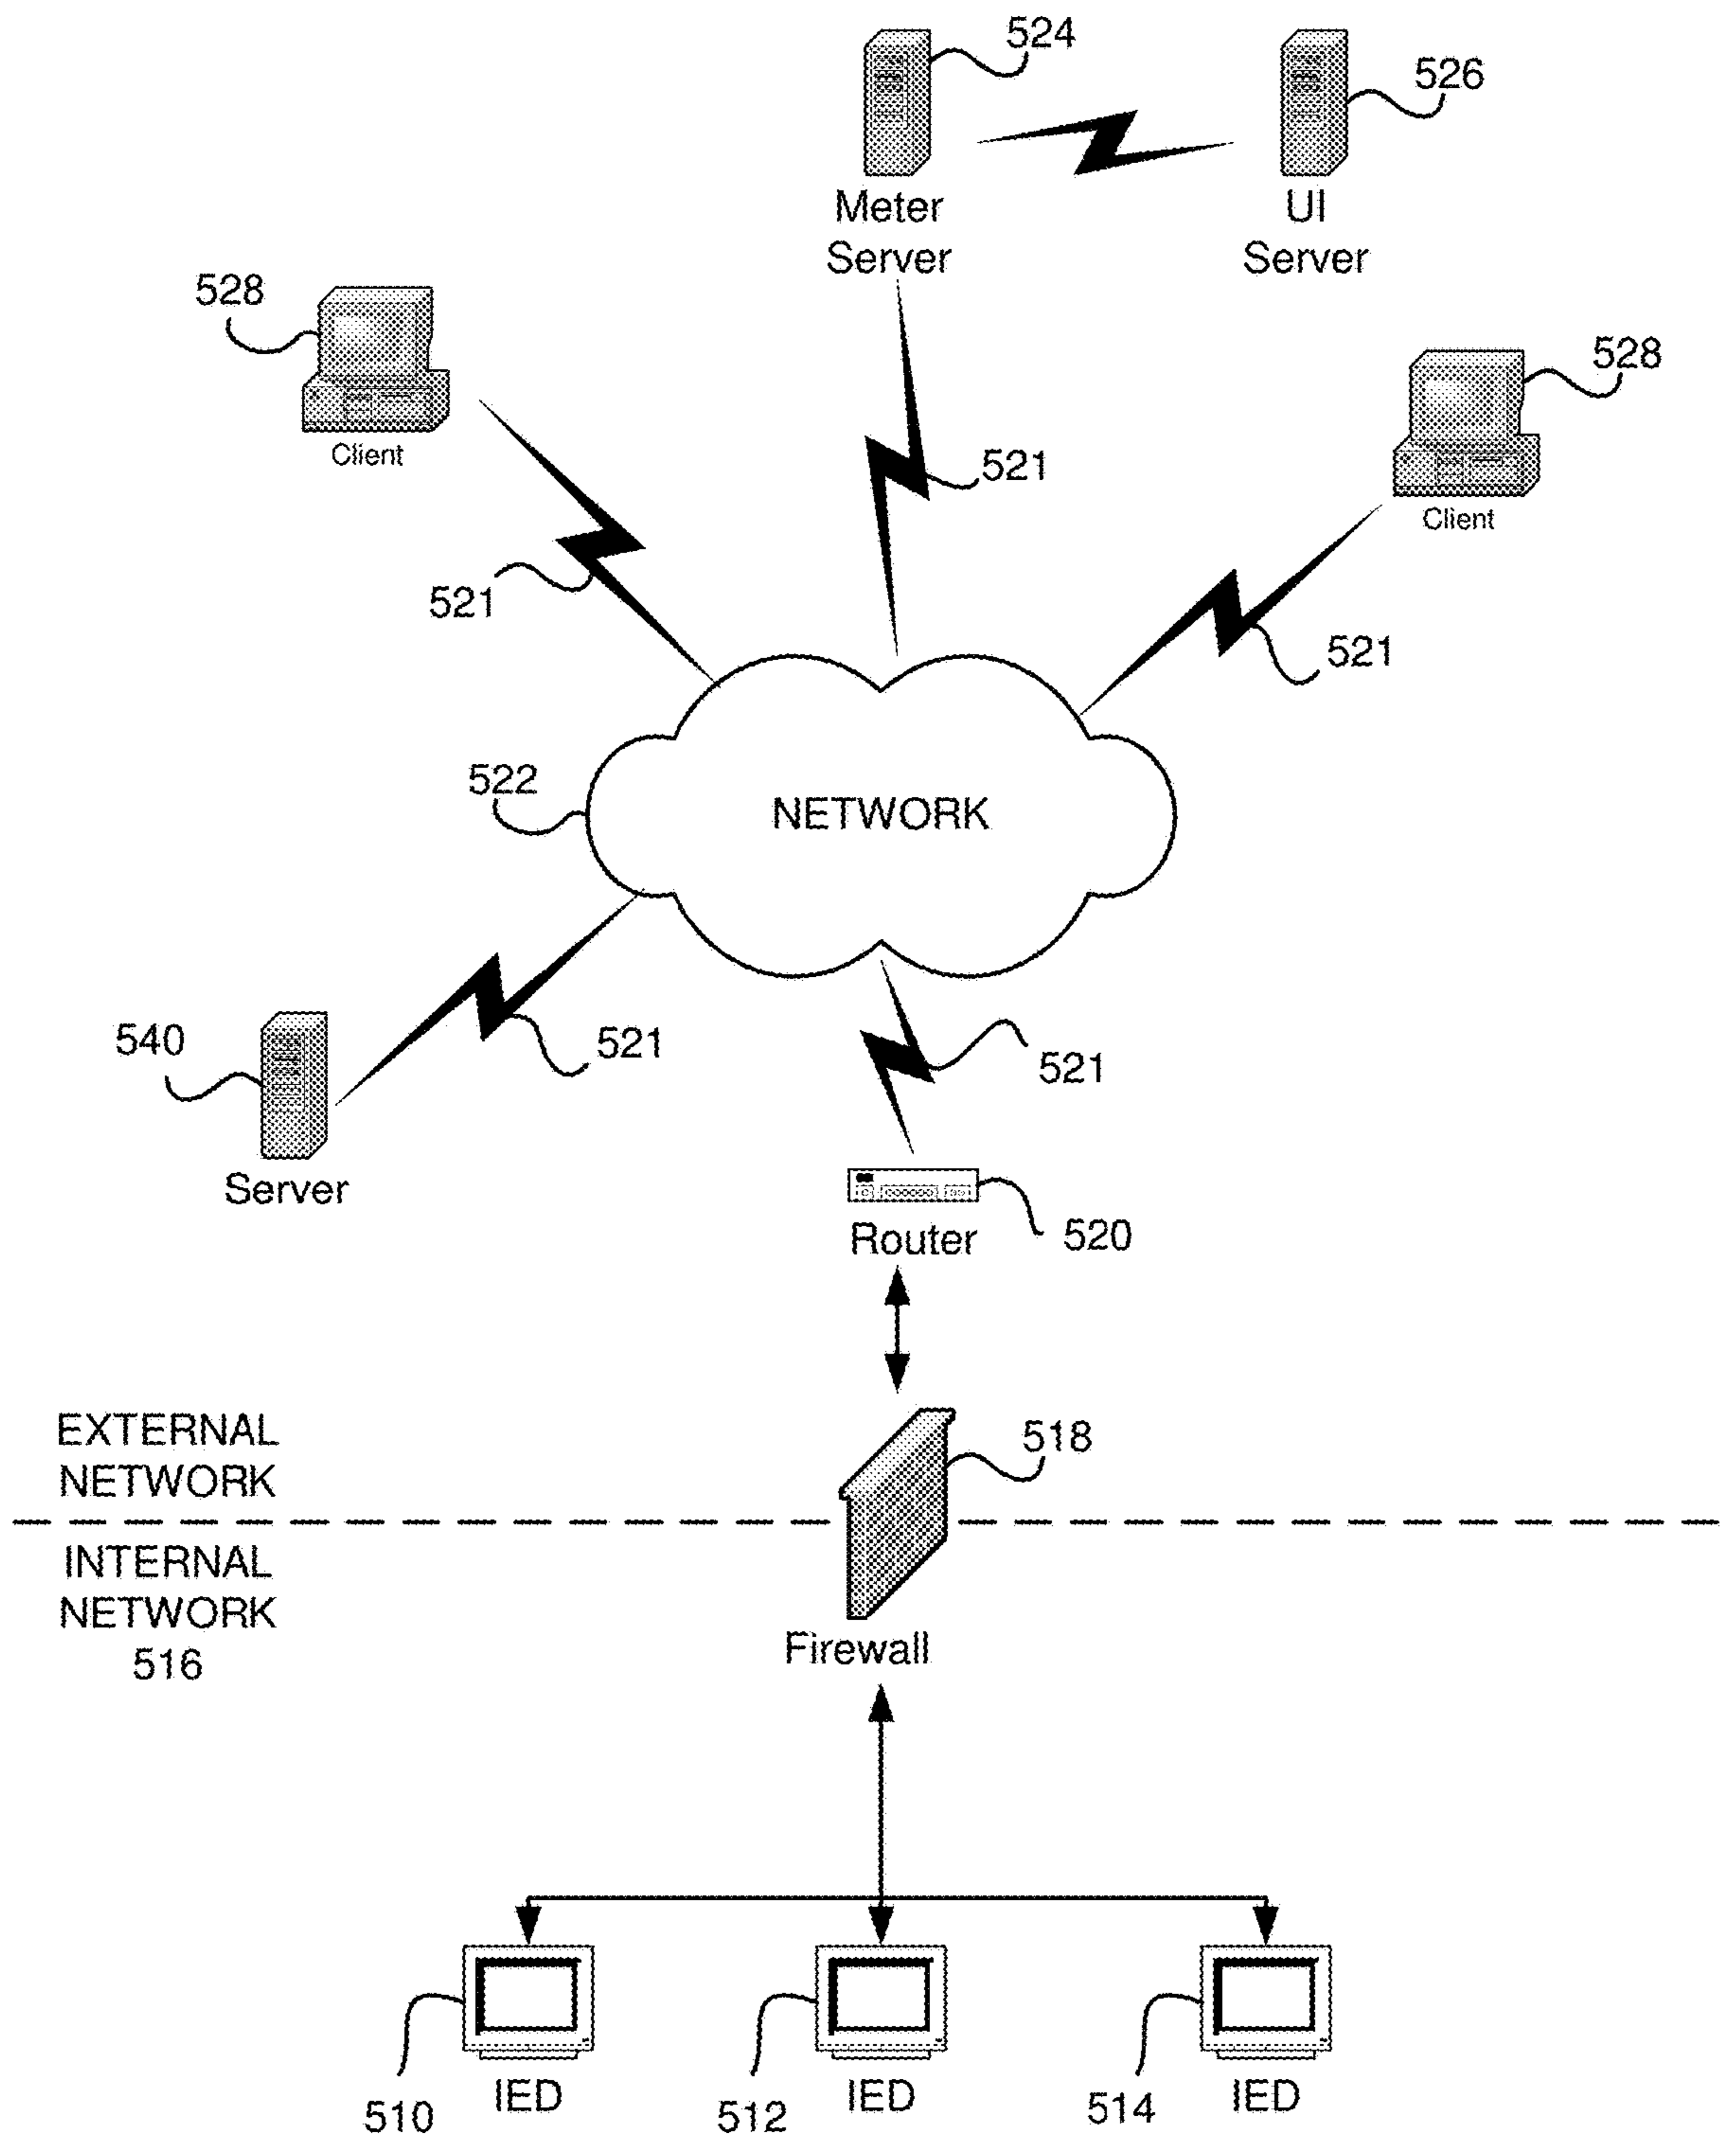 524
526
Meter
Server
UI
Server
528
Client
528
Client
521
521
521
522
NETWORK
540
Server
521
521
Router
520
EXTERNAL
NETWORK
518
INTERNAL
NETWORK
516
Firewall
510
IED
512
IED
514
IED